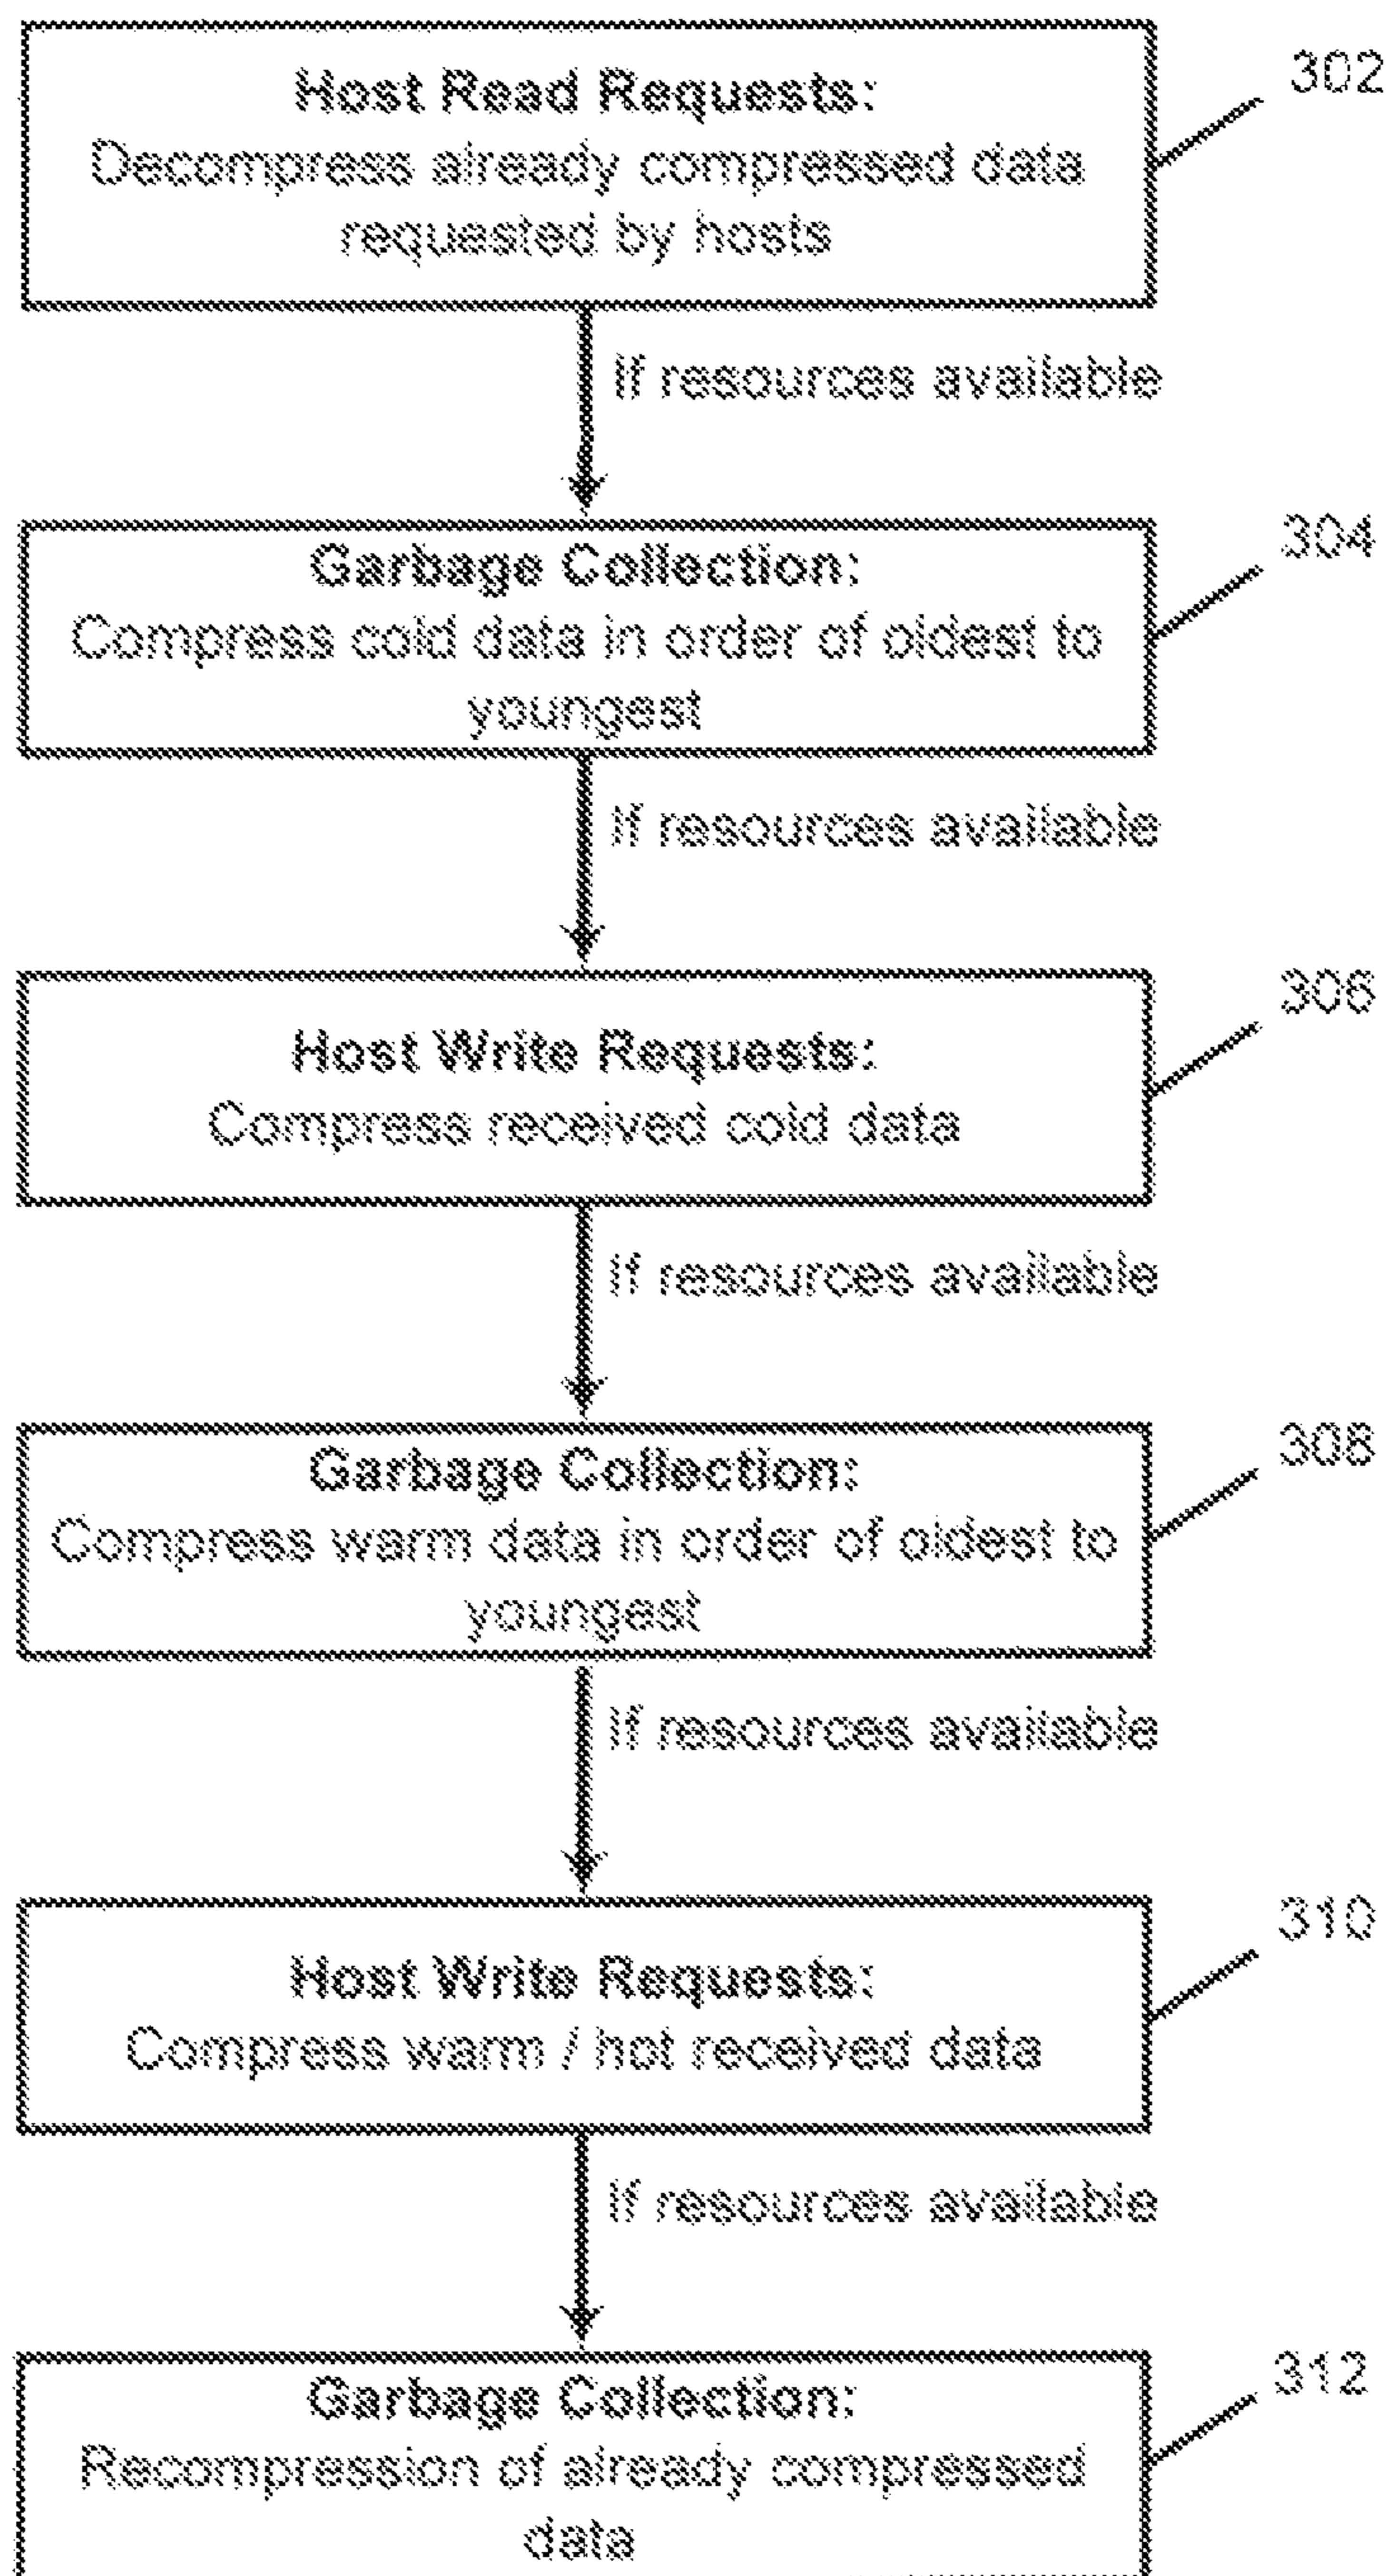 Host Read Requests:
302
Decompress already compressed data
requested by hosts
If resources available
Garbage Collection:
304
Compress cold data in order of oldest to
youngest
If resources available
Host Write Requests:
306
Compress received cold data
If resources available
Garbage Collection:
308
Compress warm data in order of oldest to
youngest
If resources available
Host Write Requests:
310
Compress warm / hot received data
If resources available
Garbage Collection:
312
Recompression of already compressed
data